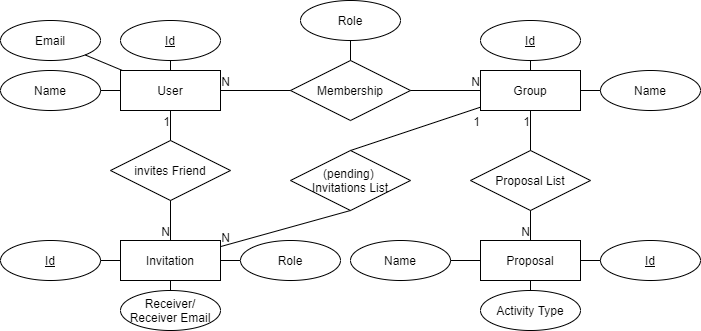 Role
Email
Id
Id
Name
User
N
Membership
N
Group
Name
1
1
1
invites Friend
(pending)
Invitations List
Proposal List
N
N
N
Id
Invitation
Role
Name
Proposal
Id
Receiver/
Receiver Email
Activity Type